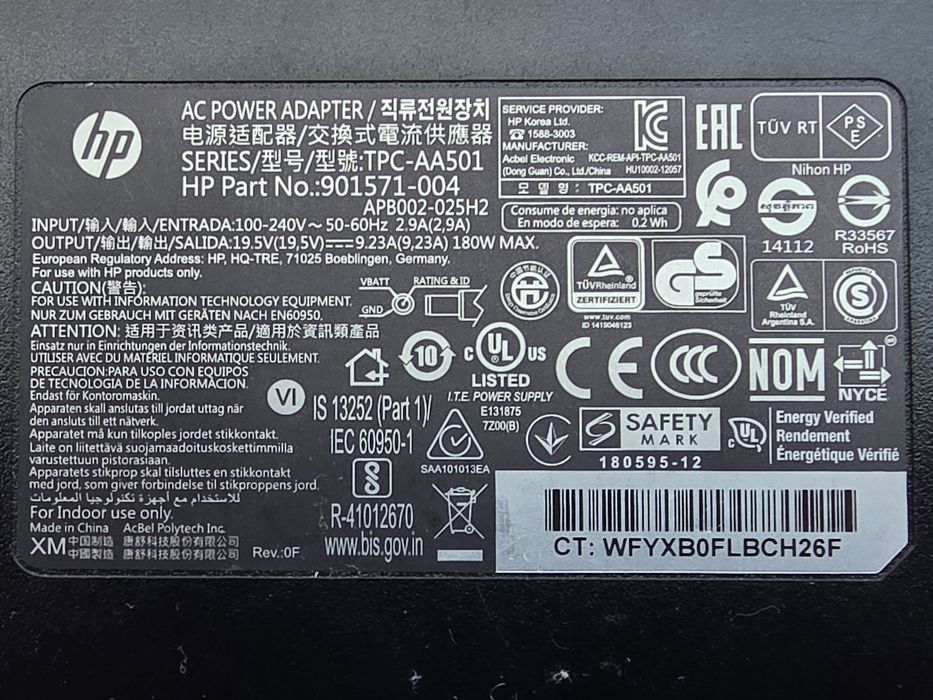 hp
AC POWER ADAPTER / 직류전원장치
电源适配器/交換式電流供應器
SERIES/型号/型號:TPC-AA501
HP Part No.:901571-004
APB002-025H2
SERVICE PROVIDER:
HP Korea Ltd.
☎ 1588-3003
MANUFACTURER:
Acbel Electronic
(Dong Guan) Co., Ltd./China
KCC-REM-API-TPC-AA501
HU10002-12057
모 델 명 : TPC-AA501
Consume de energia: no aplica
En modo de espera: 0.2 Wh
EAC
TÜV RT
PS
E
Nihon HP
14112
R33567
RoHS
INPUT/输入/輸入/ENTRADA:100-240V～ 50-60Hz 2.9A(2,9A)
OUTPUT/输出/輸出/SALIDA:19.5V(19,5V)⎓9.23A(9,23A) 180W MAX.
European Regulatory Address: HP, HQ-TRE, 71025 Boeblingen, Germany.
For use with HP products only.
CAUTION(警告):
FOR USE WITH INFORMATION TECHNOLOGY EQUIPMENT.
NUR ZUM GEBRAUCH MIT GERÄTEN NACH EN60950.
ATTENTION: 适用于资讯类产品/適用於資訊類產品
Einsatz nur in Einrichtungen der Informationstechnik.
UTILISER AVEC DU MATERIEL INFORMATIQUE SEULEMENT.
PRECAUCION:PARA USO CON EQUIPOS
DE TECNOLOGIA DE LA INFORMACION.
Endast för Kontorsmaskin.
Apparaten skall anslutas till jordat uttag när
den ansluts till ett nätverk.
Apparatet må kun tilkoples jordet stikkontakt.
Laite on liitettävä suojamaadoituskoskettimilla
varustettuun pistorasiaan.
Apparatets stikprop skal tilsluttes en stikkontakt
med jord, som giver forbindelse til stikproppens jord.
للاستخدام مع أجهزة تكنولوجيا المعلومات
For Indoor use only.
Made in China AcBel Polytech Inc.
XM 中国制造 康舒科技股份有限公司
中國製造 康舒科技股份有限公司
Rev.:0F
VBATT
GND
RATING & ID
TÜVRheinland
ZERTIFIZIERT
GS
geprüfte
Sicherheit
www.tuv.com
ID 1419046123
TÜV
Rheinland
Argentina S.A.
S
10
VI
c UL US
LISTED
I.T.E. POWER SUPPLY
E131875
7Z00(B)
CE
CCC
NOM
NYCE
IS 13252 (Part 1)/
IEC 60950-1
SAA101013EA
SAFETY
MARK
180595-12
c UL
Energy Verified
Rendement
Énergétique Vérifié
R-41012670
www.bis.gov.in
CT: WFYXB0FLBCH26F